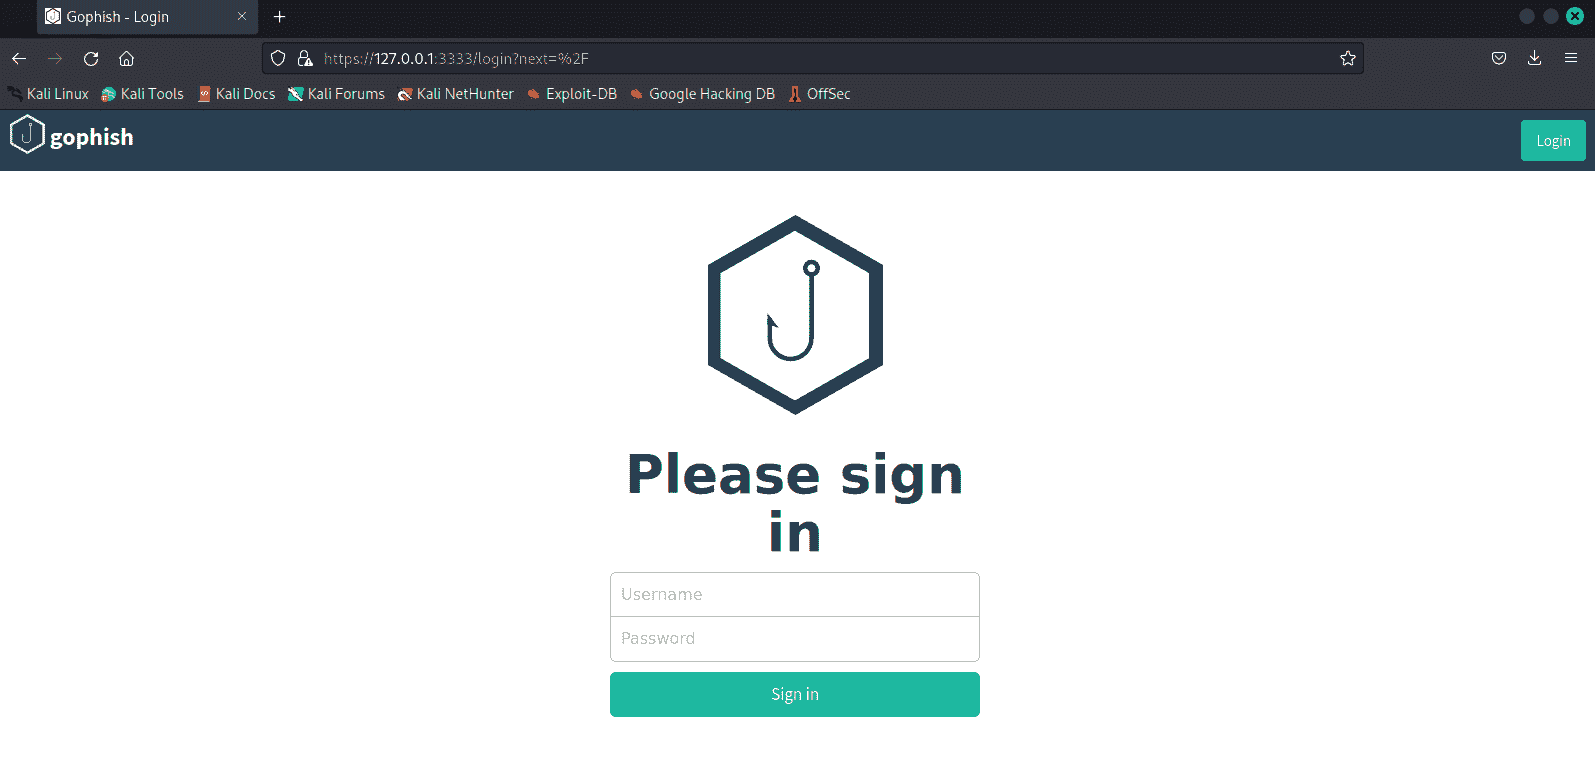 Gophish - Login
https://127.0.0.1:3333/login?next=%2F
Kali Linux Kali Tools Kali Docs Kali Forums Kali NetHunter Exploit-DB Google Hacking DB OffSec
gophish Login
Please sign
in
Username
Password
Sign in